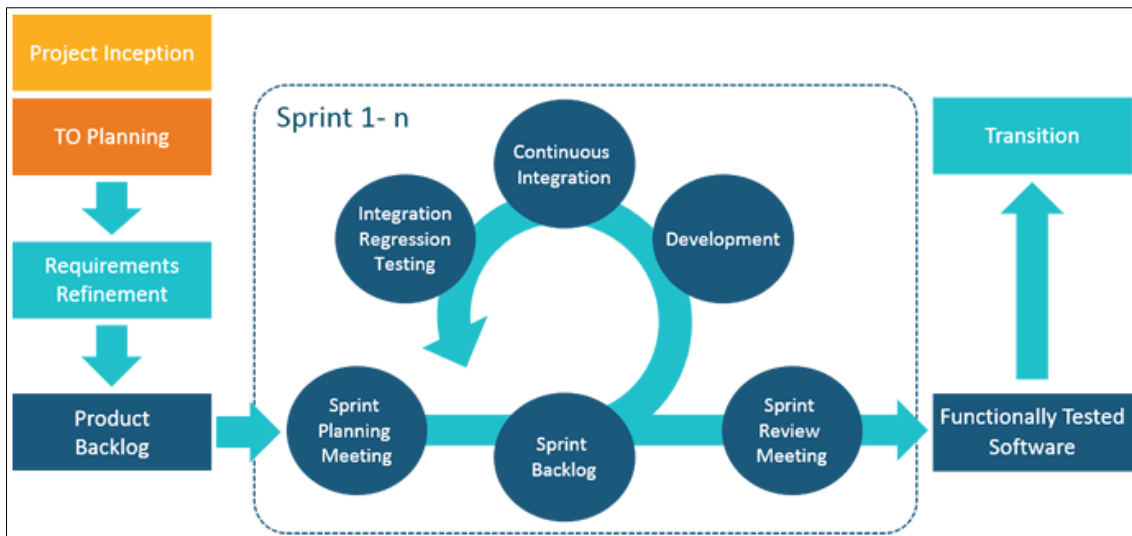 Project Inception
TO Planning
Requirements
Refinement
Product
Backlog
Sprint 1- n
Continuous
Integration
Integration
Regression
Testing
Development
Sprint
Planning
Meeting
Sprint
Backlog
Sprint
Review
Meeting
Transition
Functionally Tested
Software